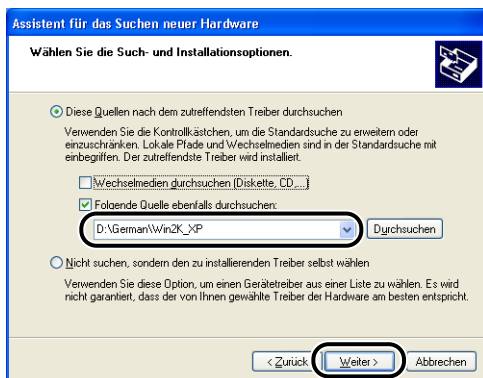 Assistent für das Suchen neuer Hardware
Wählen Sie die Such- und Installationsoptionen.
Diese Quellen nach dem zutreffendsten Treiber durchsuchen
Verwenden Sie die Kontrollkästchen, um die Standardsuche zu erweitern oder
einzuschränken. Lokale Pfade und Wechselmedien sind in der Standardsuche mit
einbegriffen. Der zutreffendste Treiber wird installiert.
Wechselmedien durchsuchen (Diskette, CD,...)
Folgende Quelle ebenfalls durchsuchen:
D:\German\Win2K_XP
Durchsuchen
Nicht suchen, sondern den zu installierenden Treiber selbst wählen
Verwenden Sie diese Option, um einen Gerätetreiber aus einer Liste zu wählen. Es wird
nicht garantiert, dass der von Ihnen gewählte Treiber der Hardware am besten entspricht.
< Zurück Weiter > Abbrechen